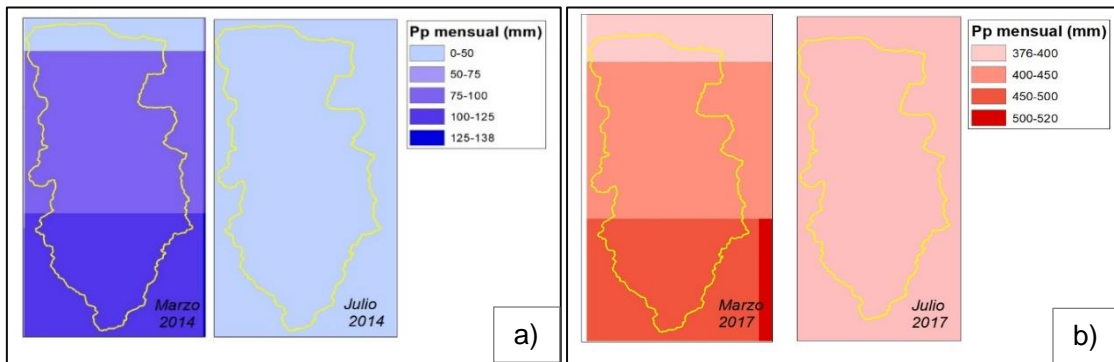 Pp mensual (mm)
0-50
50-75
75-100
100-125
125-138
Marzo
2014
Julio
2014
a)
Pp mensual (mm)
376-400
400-450
450-500
500-520
Marzo
2017
Julio
2017
b)